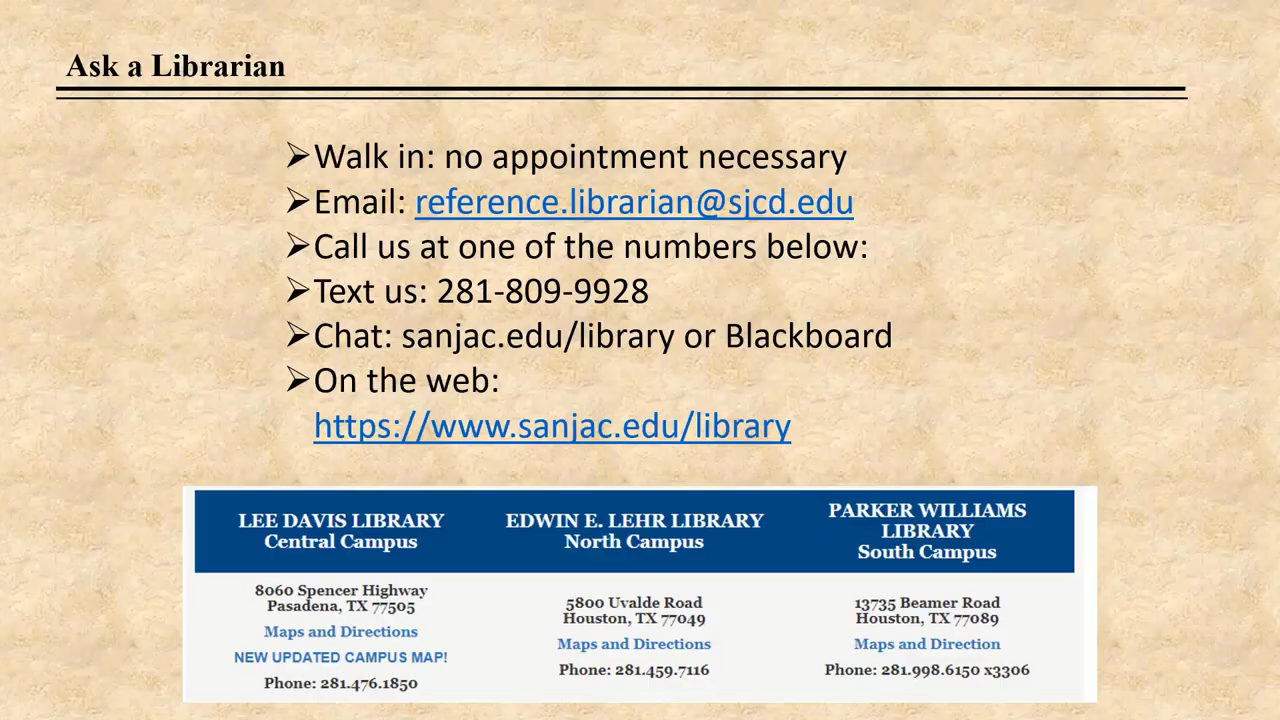 Ask a Librarian
➢Walk in: no appointment necessary
➢Email: reference.librarian@sjcd.edu
➢Call us at one of the numbers below:
➢Text us: 281-809-9928
➢Chat: sanjac.edu/library or Blackboard
➢On the web:
https://www.sanjac.edu/library
LEE DAVIS LIBRARY
Central Campus
8060 Spencer Highway
Pasadena, TX 77505
Maps and Directions
NEW UPDATED CAMPUS MAP!
Phone: 281.476.1850
EDWIN E. LEHR LIBRARY
North Campus
5800 Uvalde Road
Houston, TX 77049
Maps and Directions
Phone: 281.459.7116
PARKER WILLIAMS
LIBRARY
South Campus
13735 Beamer Road
Houston, TX 77089
Maps and Direction
Phone: 281.998.6150 x3306